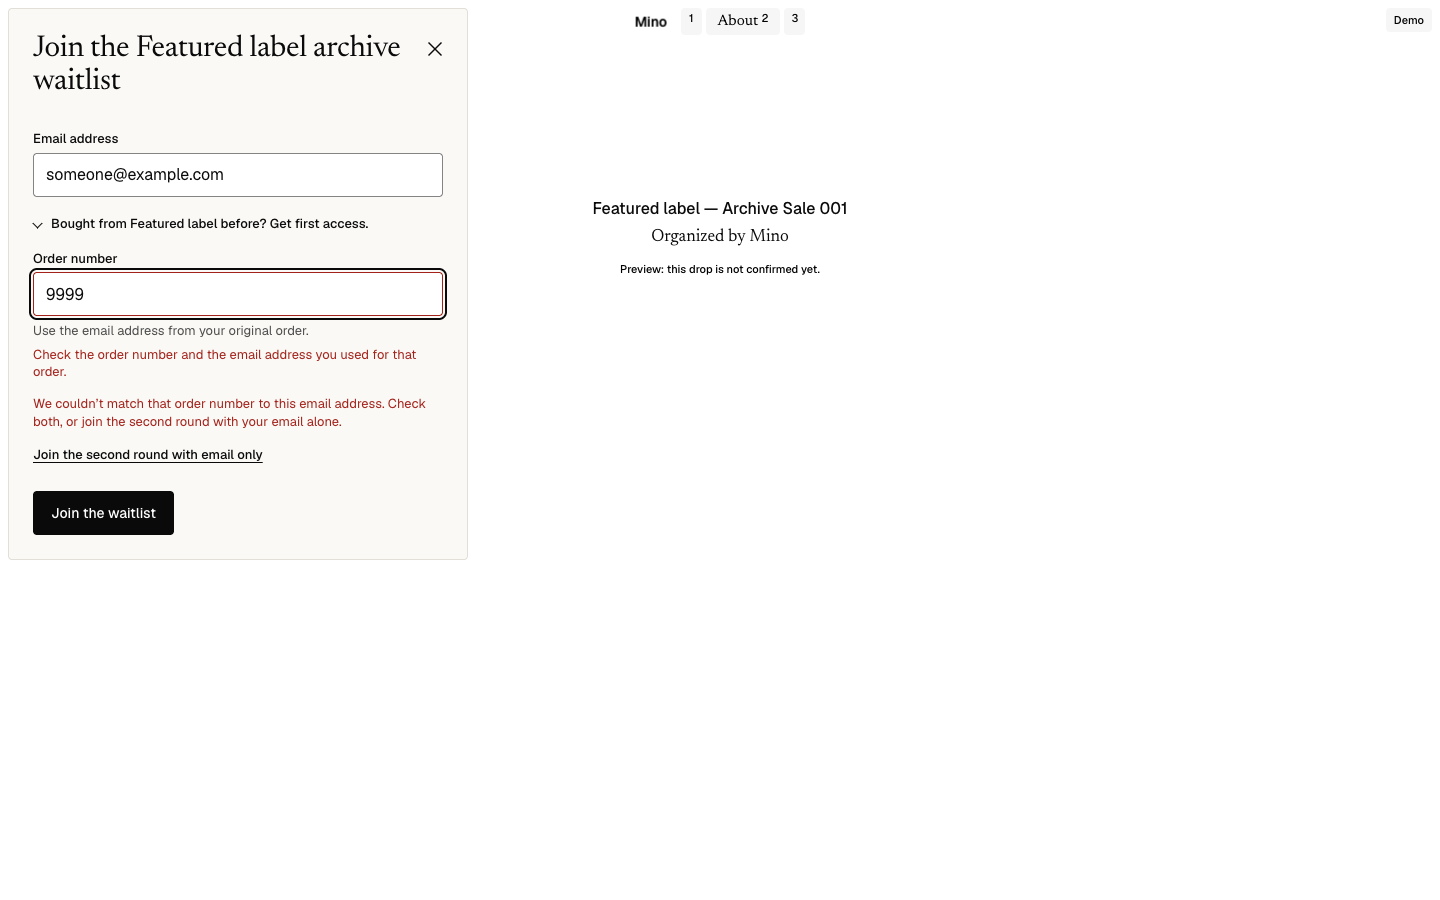 Join the Featured label archive
waitlist
Email address
someone@example.com
Bought from Featured label before? Get first access.
Order number
9999
Use the email address from your original order.
Check the order number and the email address you used for that
order.
We couldn’t match that order number to this email address. Check
both, or join the second round with your email alone.
Join the second round with email only
Join the waitlist
Mino 1 About 2 3
Demo
Featured label — Archive Sale 001
Organized by Mino
Preview: this drop is not confirmed yet.